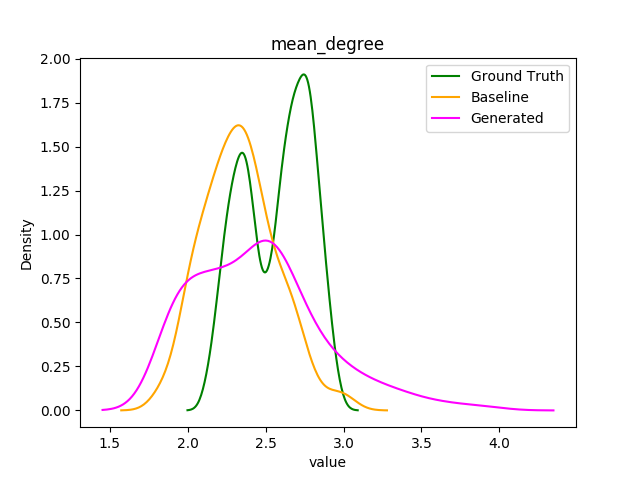 mean_degree
Ground Truth
Baseline
Generated
2.00
1.75
1.50
1.25
1.00
0.75
0.50
0.25
0.00
Density
1.5
2.0
2.5
3.0
3.5
4.0
value